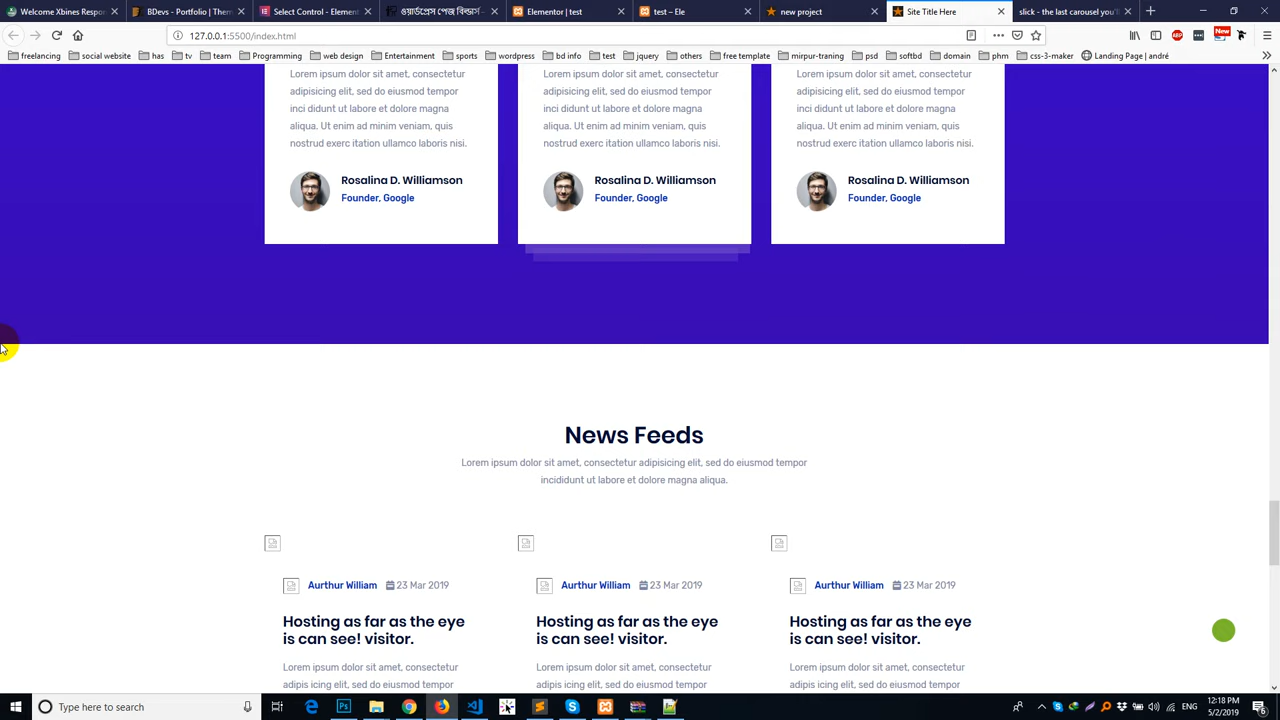 Welcome Xbines Respon
BDevs - Portfolio | Them
Select Control - Element
ওয়ার্ডপ্রেস পেজ বিল্ডার্স
Elementor | test
test – Ele
new project
Site Title Here
slick - the last carousel you'll
127.0.0.1:5500/index.html
New
freelancing
social website
has
tv
team
Programming
web design
Entertainment
sports
wordpress
bd info
test
jquery
others
free template
mirpur-traning
psd
softbd
domain
phm
css-3-maker
Landing Page | andré
Lorem ipsum dolor sit amet, consetetur
adipisicing elit, sed do eiusmod tempor
inci didunt ut labore et dolore magna
aliqua. Ut enim ad minim veniam, quis
nostrud exerc itation ullamco laboris nisi.
Rosalina D. Williamson
Founder, Google
Lorem ipsum dolor sit amet, consetetur
adipisicing elit, sed do eiusmod tempor
inci didunt ut labore et dolore magna
aliqua. Ut enim ad minim veniam, quis
nostrud exerc itation ullamco laboris nisi.
Rosalina D. Williamson
Founder, Google
Lorem ipsum dolor sit amet, consetetur
adipisicing elit, sed do eiusmod tempor
inci didunt ut labore et dolore magna
aliqua. Ut enim ad minim veniam, quis
nostrud exerc itation ullamco laboris nisi.
Rosalina D. Williamson
Founder, Google
News Feeds
Lorem ipsum dolor sit amet, consectetur adipisicing elit, sed do eiusmod tempor
incididunt ut labore et dolore magna aliqua.
Aurthur William 23 Mar 2019
Hosting as far as the eye
is can see! visitor.
Lorem ipsum dolor sit amet, consectetur
adipis icing elit, sed do eiusmod tempor
Aurthur William 23 Mar 2019
Hosting as far as the eye
is can see! visitor.
Lorem ipsum dolor sit amet, consectetur
adipis icing elit, sed do eiusmod tempor
Aurthur William 23 Mar 2019
Hosting as far as the eye
is can see! visitor.
Lorem ipsum dolor sit amet, consectetur
adipis icing elit, sed do eiusmod tempor
Type here to search
ENG
12:18 PM
5/2/2019